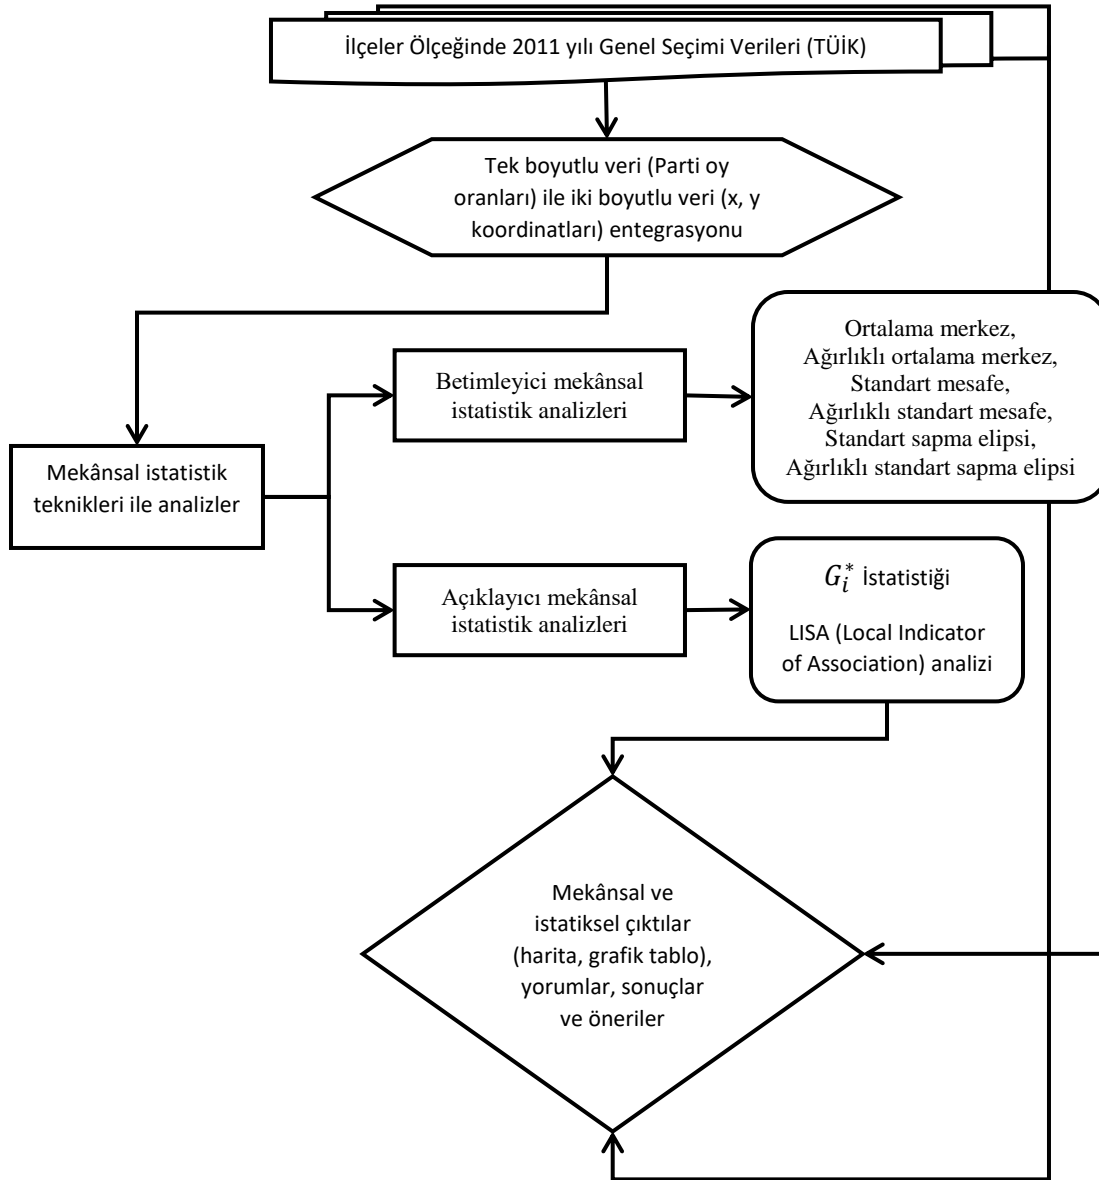 İlçeler Ölçeğinde 2011 yılı Genel Seçimi Verileri (TÜİK)
Tek boyutlu veri (Parti oy
oranları) ile iki boyutlu veri (x, y
koordinatları) entegrasyonu
Ortalama merkez,
Ağırlıklı ortalama merkez,
Standart mesafe,
Ağırlıklı standart mesafe,
Standart sapma elipsi,
Ağırlıklı standart sapma elipsi
Betimleyici mekânsal
istatistik analizleri
Mekânsal istatistik
teknikleri ile analizler
Açıklayıcı mekânsal
istatistik analizleri
$G_i^*$ İstatistiği
LISA (Local Indicator
of Association) analizi
Mekânsal ve
istatiksel çıktılar
(harita, grafik tablo),
yorumlar, sonuçlar
ve öneriler